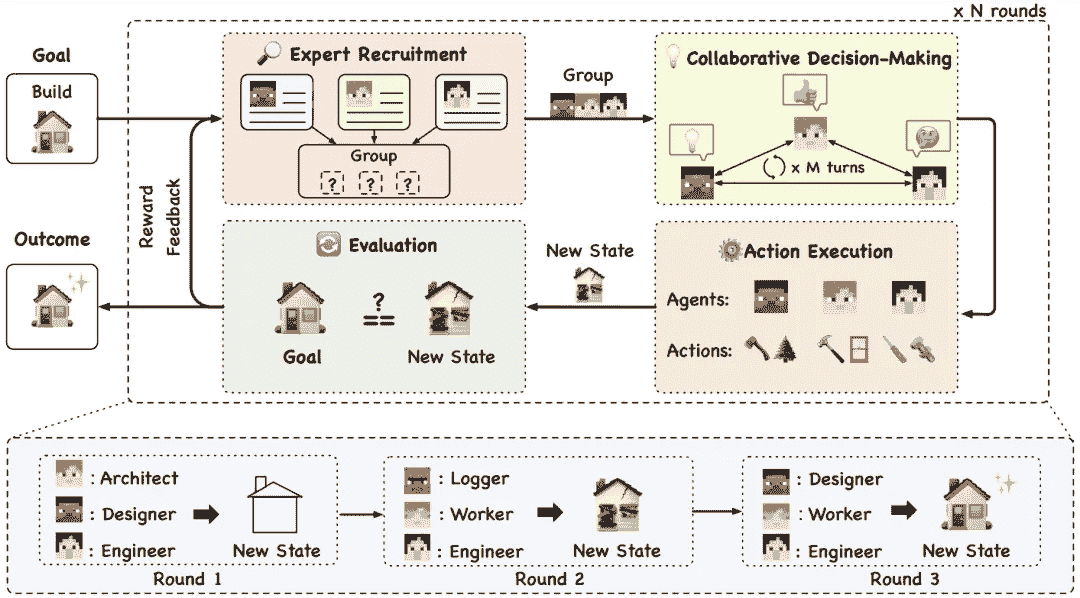 x N rounds
Goal
Build
Expert Recruitment
Group
? ? ?
Group
Collaborative Decision-Making
x M turns
Reward
Feedback
Outcome
Evaluation
?
==
Goal
New State
New State
Action Execution
Agents:
Actions:
: Architect
: Designer
: Engineer
New State
Round 1
: Logger
: Worker
: Engineer
New State
Round 2
: Designer
: Worker
: Engineer
New State
Round 3